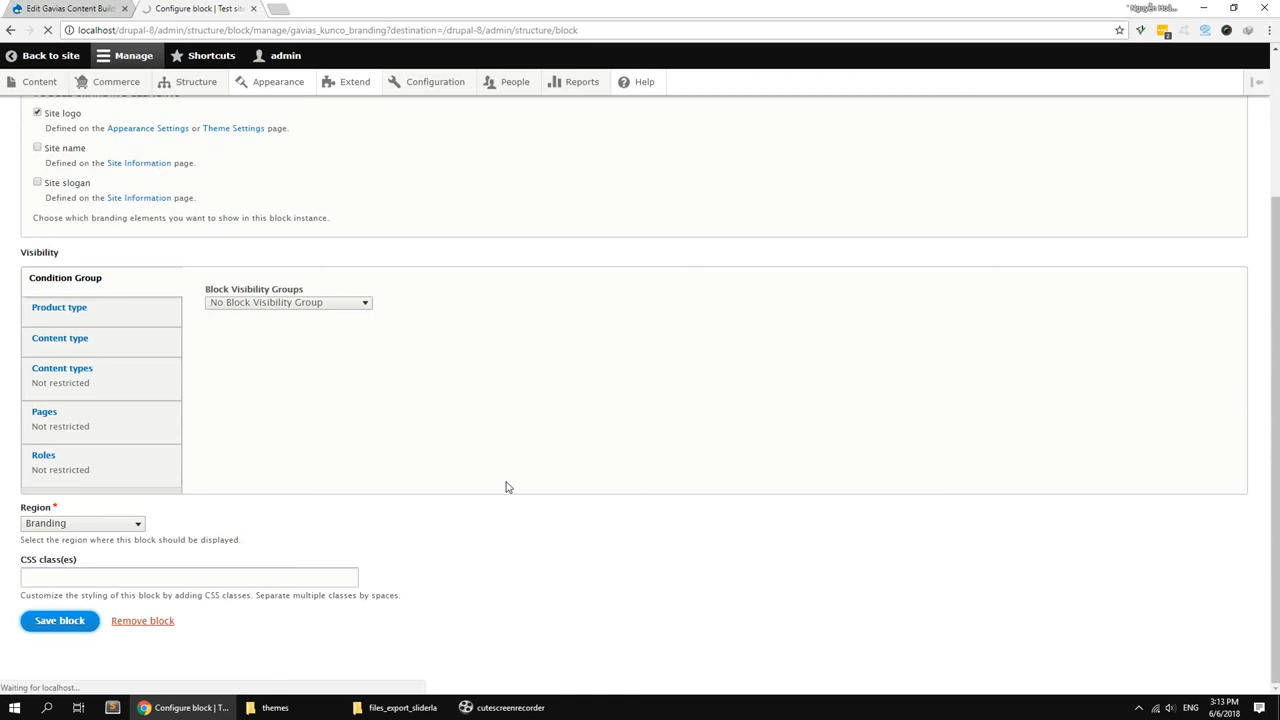 Edit Gavias Content Build
Configure block | Test sit
localhost/drupal-8/admin/structure/block/manage/gavias_kunco_branding?destination=/drupal-8/admin/structure/block
Back to site
Manage
Shortcuts
admin
Content
Commerce
Structure
Appearance
Extend
Configuration
People
Reports
Help
Site logo
Defined on the Appearance Settings or Theme Settings page.
Site name
Defined on the Site Information page.
Site slogan
Defined on the Site Information page.
Choose which branding elements you want to show in this block instance.
Visibility
Condition Group
Block Visibility Groups
No Block Visibility Group
Product type
Content type
Content types
Not restricted
Pages
Not restricted
Roles
Not restricted
Region *
Branding
Select the region where this block should be displayed.
CSS class(es)
Customize the styling of this block by adding CSS classes. Separate multiple classes by spaces.
Save block
Remove block
Waiting for localhost...
Configure block | T...
themes
files_export_sliderla
cutescreenrecorder
ENG
3:13 PM
6/6/2018